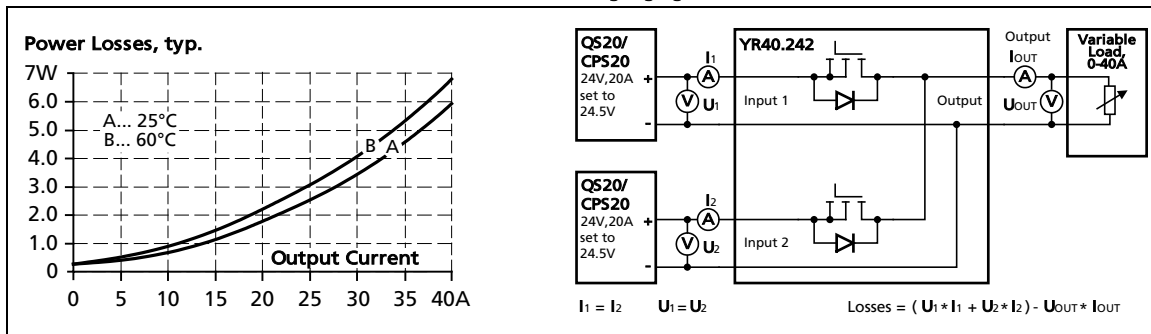 Power Losses, typ.
7W
6.0
5.0
4.0
3.0
2.0
1.0
0
A... 25°C
B... 60°C
B
A
Output Current
0 5 10 15 20 25 30 35 40A
QS20/
CPS20
24V,20A
set to
24.5V
+
-
I1
A
V
U1
YR40.242
Input 1
Output
Output
IOUT
A
UOUT
V
Variable
Load,
0-40A
QS20/
CPS20
24V,20A
set to
24.5V
+
-
I2
A
V
U2
Input 2
I1 = I2 U1 = U2 Losses = ( U1 * I1 + U2 * I2 ) - UOUT * IOUT